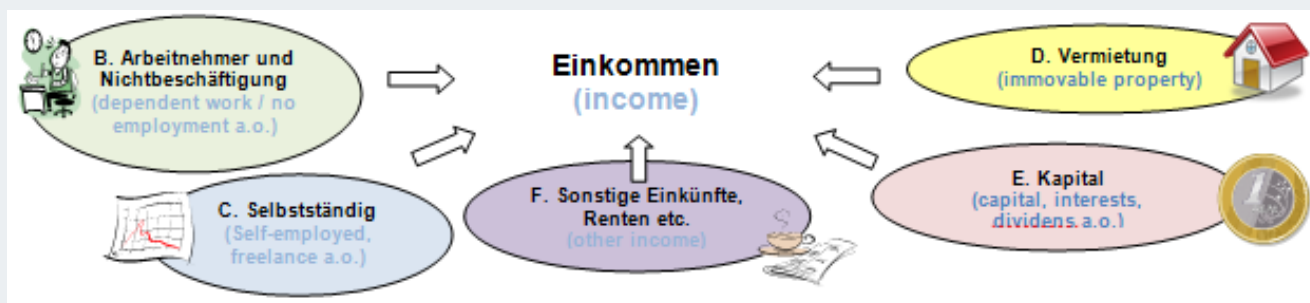 B. Arbeitnehmer und
Nichtbeschäftigung
(dependent work / no
employment a.o.)
Einkommen
(income)
D. Vermietung
(immovable property)
C. Selbstständig
(Self-employed,
freelance a.o.)
F. Sonstige Einkünfte,
Renten etc.
(other income)
E. Kapital
(capital, interests,
dividens a.o.)
1